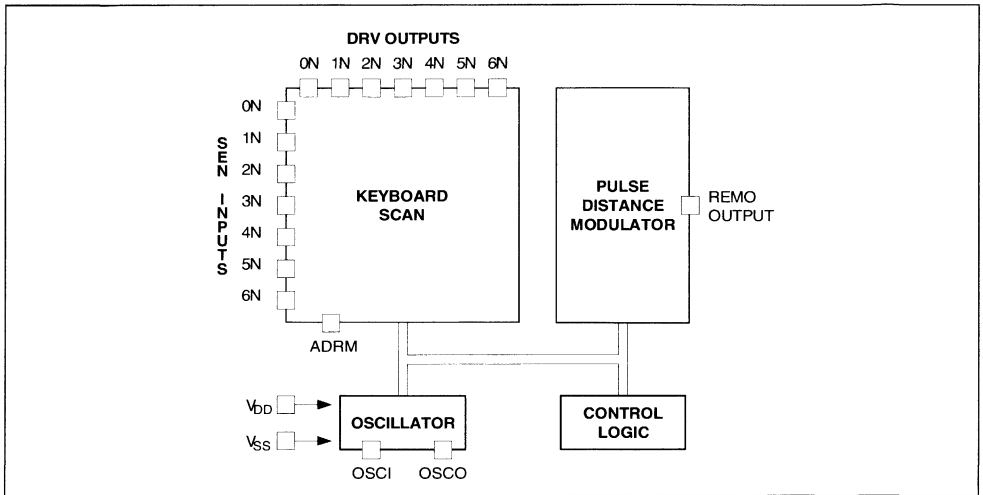 DRV OUTPUTS
0N 1N 2N 3N 4N 5N 6N
SEN INPUTS
0N
1N
2N
3N
4N
5N
6N
KEYBOARD
SCAN
PULSE
DISTANCE
MODULATOR
REMO
OUTPUT
ADRM
VDD
VSS
OSCILLATOR
OSCI OSCO
CONTROL
LOGIC